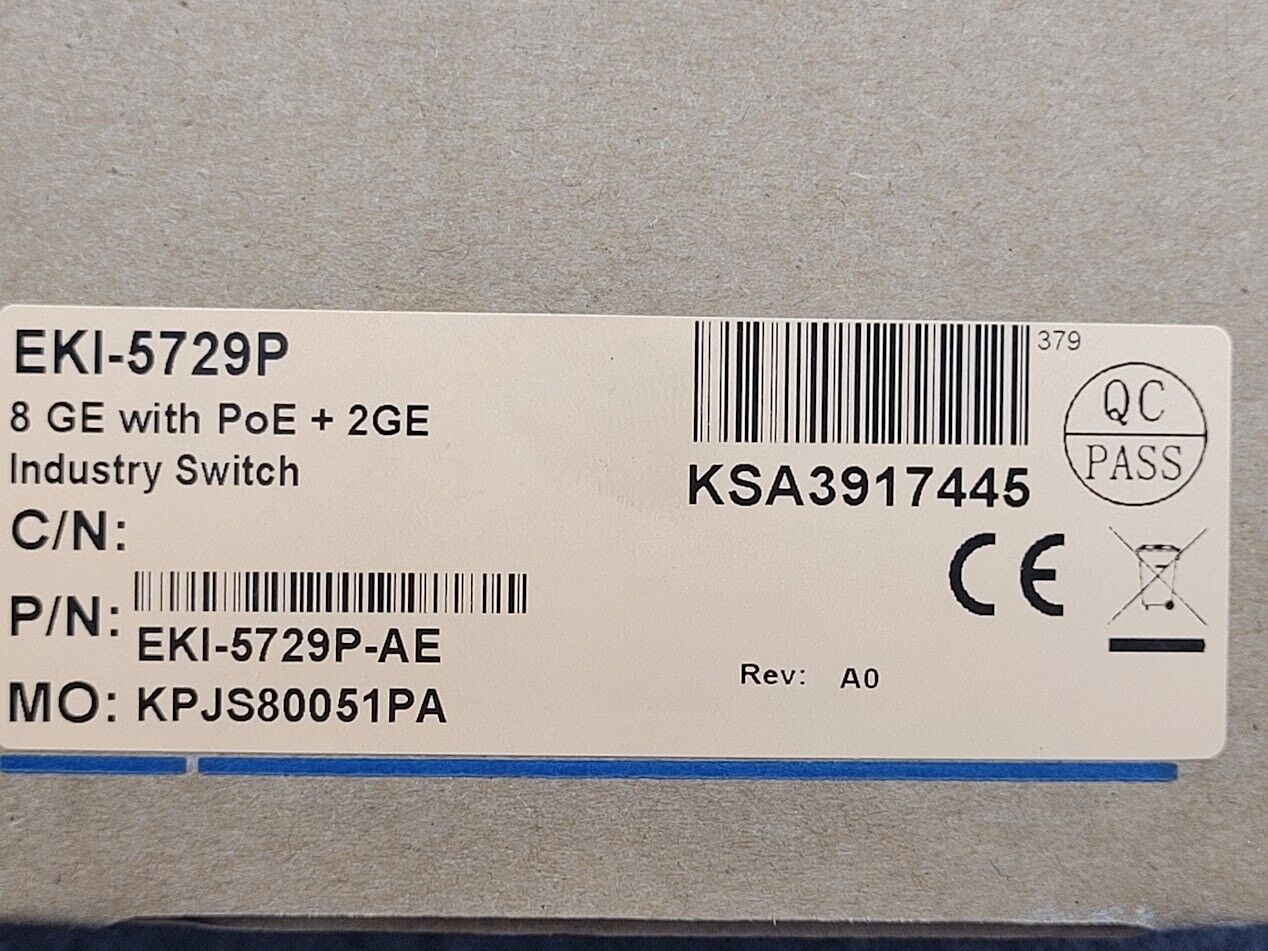 EKI-5729P
8 GE with PoE + 2GE
Industry Switch
C/N:
P/N:
EKI-5729P-AE
MO: KPJS80051PA
379
KSA3917445
QC
PASS
CE
Rev: A0